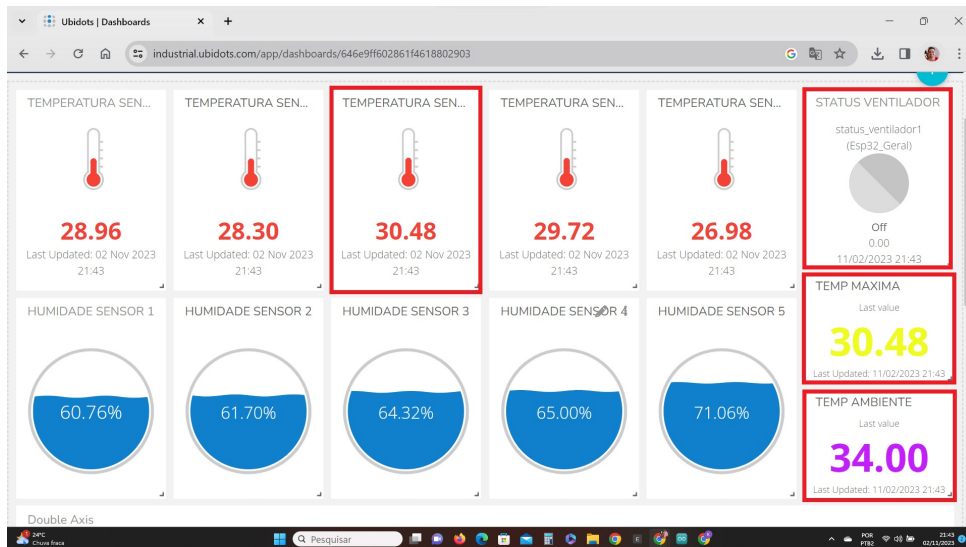 Ubidots | Dashboards
industrial.ubidots.com/app/dashboards/646e9ff602861f4618802903
TEMPERATURA SEN...
TEMPERATURA SEN...
TEMPERATURA SEN...
TEMPERATURA SEN...
TEMPERATURA SEN...
STATUS VENTILADOR
status_ventilador1
(Esp32_Geral)
Off
0.00
11/02/2023 21:43
28.96
Last Updated: 02 Nov 2023
21:43
28.30
Last Updated: 02 Nov 2023
21:43
30.48
Last Updated: 02 Nov 2023
21:43
29.72
Last Updated: 02 Nov 2023
21:43
26.98
Last Updated: 02 Nov 2023
21:43
TEMP MAXIMA
Last value
30.48
Last Updated: 11/02/2023 21:43
HUMIDADE SENSOR 1
HUMIDADE SENSOR 2
HUMIDADE SENSOR 3
HUMIDADE SENSOR 4
HUMIDADE SENSOR 5
60.76%
61.70%
64.32%
65.00%
71.06%
TEMP AMBIENTE
Last value
34.00
Last Updated: 11/02/2023 21:43
Double Axis
24°C
Chuva fraca
Pesquisar
POR
PTB2
21:43
02/11/2023